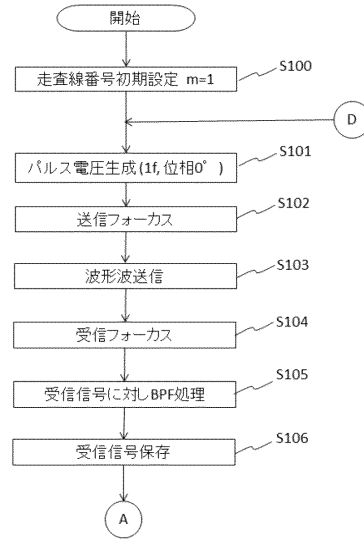 開始
走査線番号初期設定 m=1
S100
D
パルス電圧生成(1f, 位相0°)
S101
送信フォーカス
S102
波形波送信
S103
受信フォーカス
S104
受信信号に対しBPF処理
S105
受信信号保存
S106
A